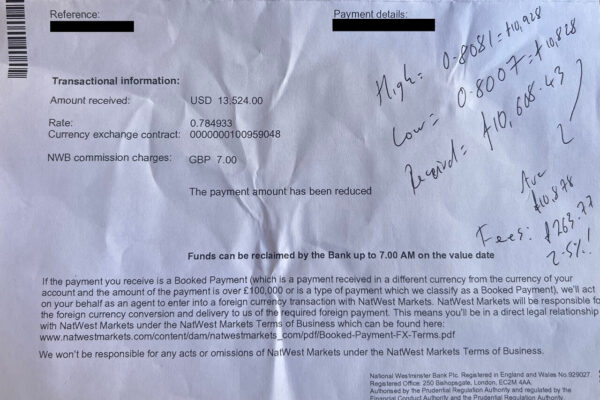 Reference:
Payment details:
High = 0.8081 = £10,928
Low = 0.8007 = £10,828
Received = £10,608.43
Ave
£10,878
Fees: £263.77
2.5%!
Transactional information:
Amount received: USD 13,524.00
Rate: 0.784933
Currency exchange contract: 0000000100959048
NWB commission charges: GBP 7.00
The payment amount has been reduced
Funds can be reclaimed by the Bank up to 7.00 AM on the value date
If the payment you receive is a Booked Payment (which is a payment received in a different currency from the currency of your
account and the amount of the payment is over £100,000 or is a type of payment which we classify as a Booked Payment), we'll act
on your behalf as an agent to enter into a foreign currency transaction with NatWest Markets. NatWest Markets will be responsible fo
the foreign currency conversion and delivery to us of the required foreign payment. This means you'll be in a direct legal relationship
with NatWest Markets under the NatWest Markets Terms of Business which can be found here:
www.natwestmarkets.com/content/dam/natwestmarkets_com/pdf/Booked-Payment-FX-Terms.pdf
We won't be responsible for any acts or omissions of NatWest Markets under the NatWest Markets Terms of Business.
National Westminster Bank Plc. Registered in England and Wales No.929027
Registered Office: 250 Bishopsgate, London, EC2M 4AA.
Authorised by the Prudential Regulation Authority and regulated by the
Financial Conduct Authority and the Prudential Regulation Authority.